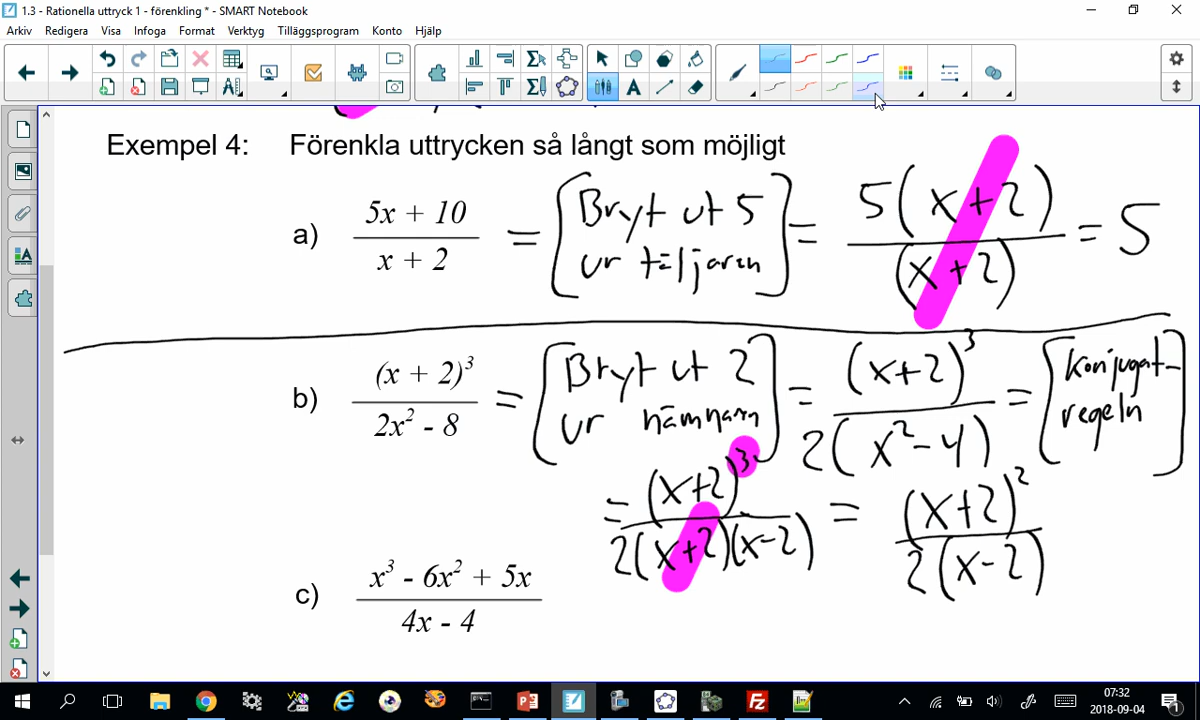 1.3 - Rationella uttryck 1 - förenkling * - SMART Notebook
Arkiv Redigera Visa Infoga Format Verktyg Tilläggsprogram Konto Hjälp
Exempel 4: Förenkla uttrycken så långt som möjligt
a) (5x + 10)/(x + 2) = [Bryt ut 5 ur täljaren] = 5(x+2)/(x+2) = 5
b) (x + 2)³/(2x² - 8) = [Bryt ut 2 ur nämnarn] = (x+2)³/2(x²-4) = [konjugat-regeln]
= (x+2)³/2(x+2)(x-2) = (x+2)²/2(x-2)
c) (x³ - 6x² + 5x)/(4x - 4)
07:32
2018-09-04
1